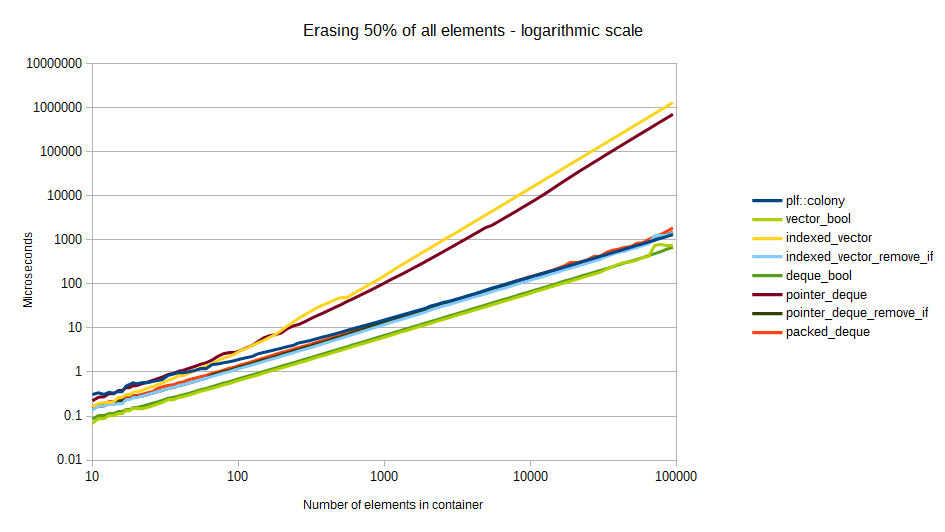 Erasing 50% of all elements - logarithmic scale
10000000
1000000
100000
10000
1000
100
10
1
0.1
0.01
Microseconds
10 100 1000 10000 100000
Number of elements in container
plf::colony
vector_bool
indexed_vector
indexed_vector_remove_if
deque_bool
pointer_deque
pointer_deque_remove_if
packed_deque